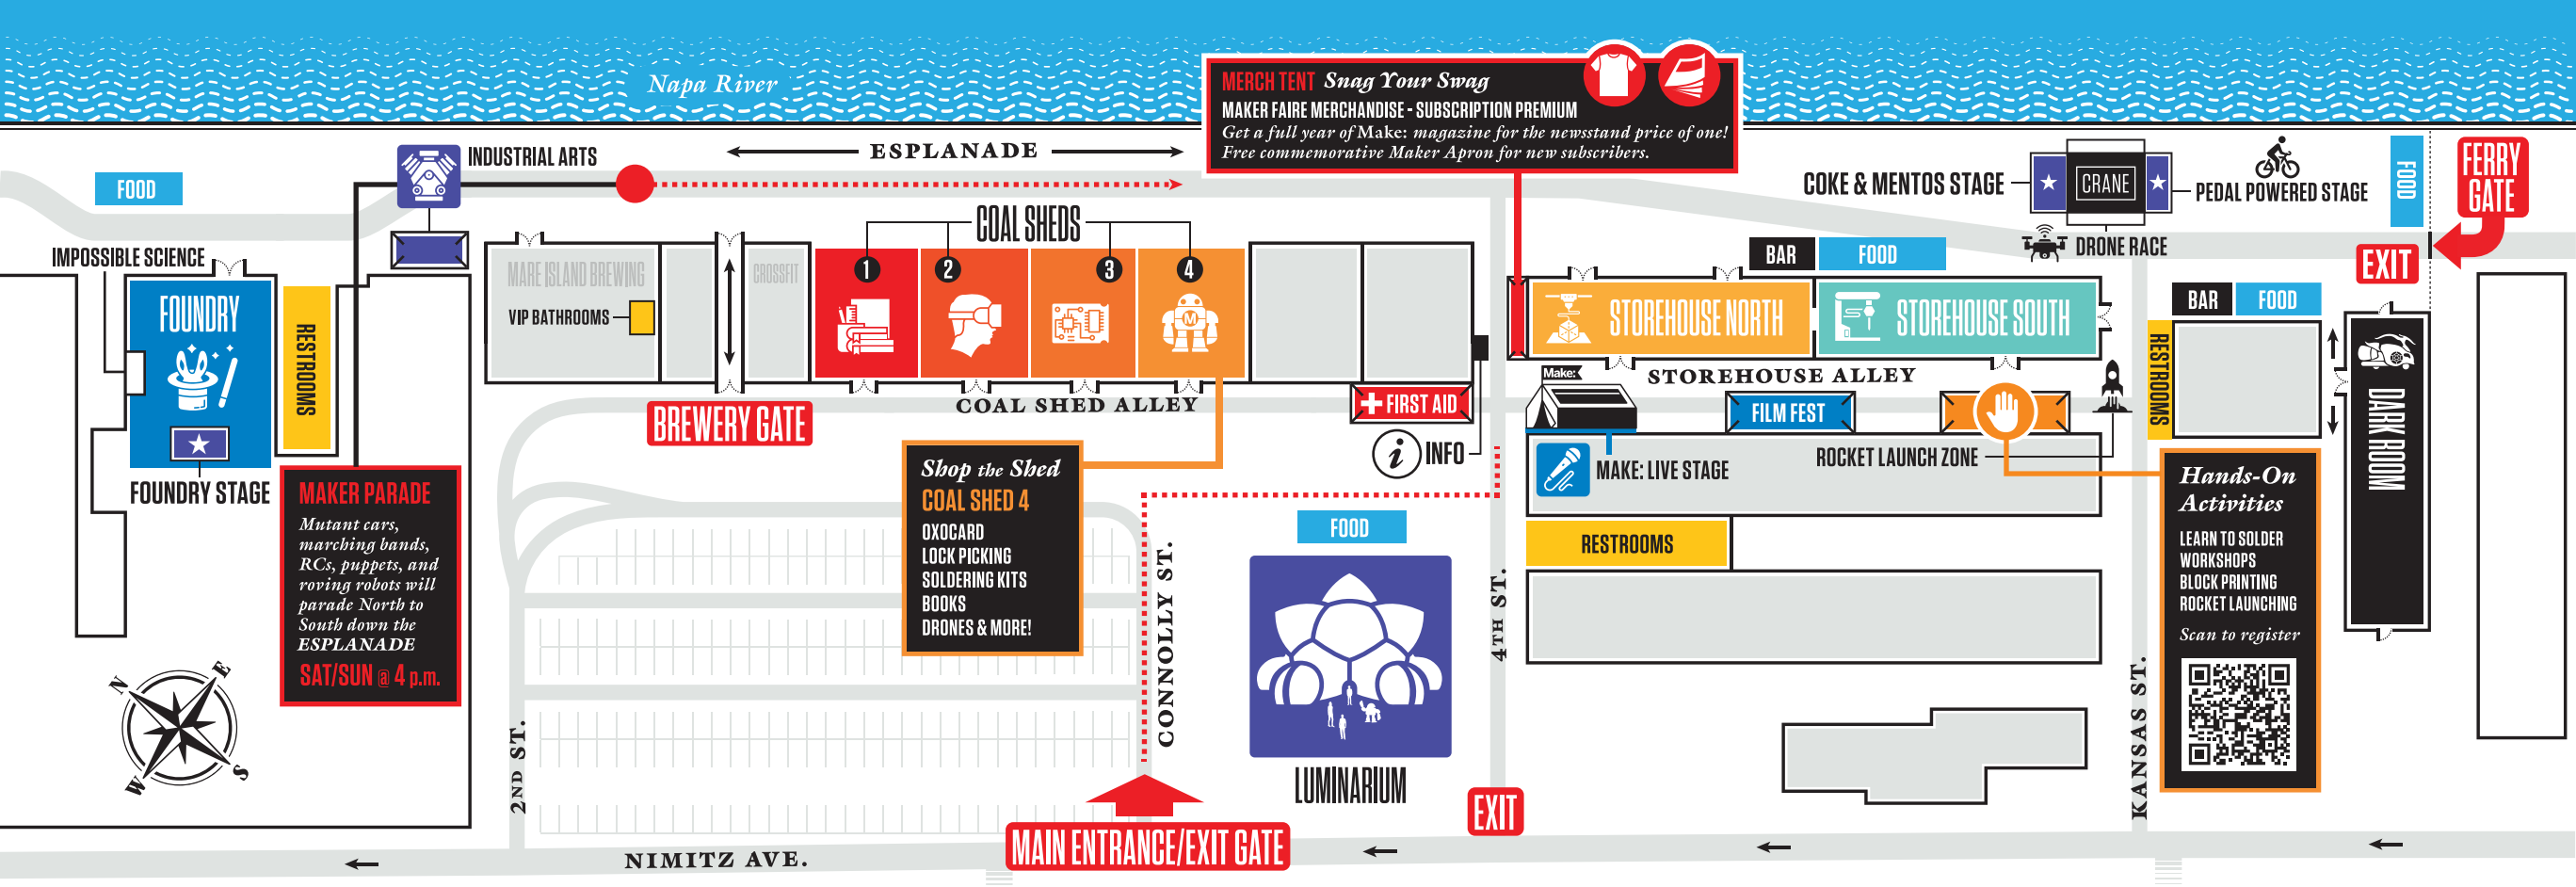 Napa River
MERCH TENT Snag Your Swag
MAKER FAIRE MERCHANDISE - SUBSCRIPTION PREMIUM
Get a full year of Make: magazine for the newsstand price of one!
Free commemorative Maker Apron for new subscribers.
ESPLANADE
INDUSTRIAL ARTS
FOOD
IMPOSSIBLE SCIENCE
FOUNDRY
RESTROOMS
FOUNDRY STAGE
MAKER PARADE
Mutant cars,
marching bands,
RCs, puppets, and
roving robots will
parade North to
South down the
ESPLANADE
SAT/SUN @ 4 p.m.
N
E
W
S
MARE ISLAND BREWING
VIP BATHROOMS
CROSSFIT
COAL SHEDS
1
2
3
4
M
BREWERY GATE
COAL SHED ALLEY
FIRST AID
i INFO
Shop the Shed
COAL SHED 4
OXOCARD
LOCK PICKING
SOLDERING KITS
BOOKS
DRONES & MORE!
2ND ST.
CONNOLLY ST.
FOOD
LUMINARIUM
4TH ST.
EXIT
MAIN ENTRANCE/EXIT GATE
NIMITZ AVE.
COKE & MENTOS STAGE
CRANE
PEDAL POWERED STAGE
DRONE RACE
FOOD
FERRY
GATE
EXIT
BAR
FOOD
STOREHOUSE NORTH
STOREHOUSE SOUTH
STOREHOUSE ALLEY
Make:
FILM FEST
MAKE: LIVE STAGE
ROCKET LAUNCH ZONE
RESTROOMS
BAR
FOOD
RESTROOMS
DARK ROOM
Hands-On
Activities
LEARN TO SOLDER
WORKSHOPS
BLOCK PRINTING
ROCKET LAUNCHING
Scan to register
KANSAS ST.